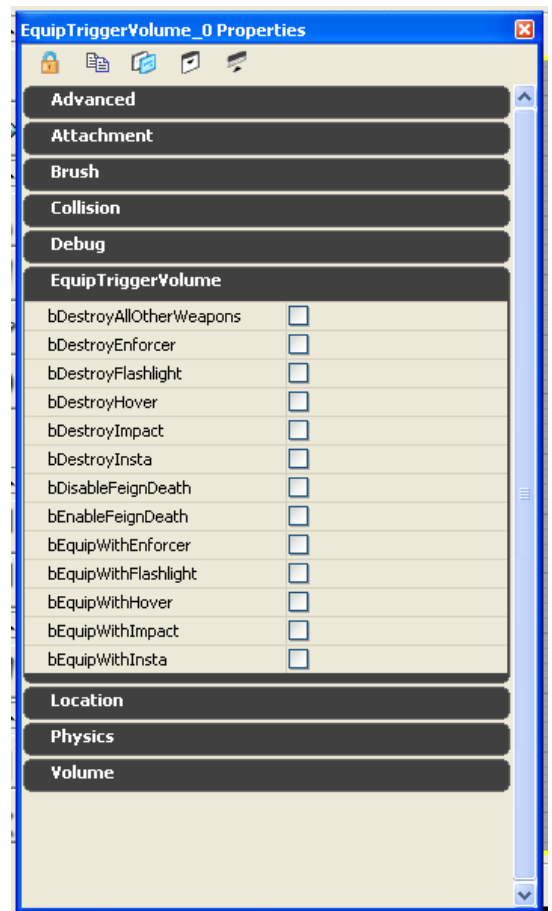 EquipTriggerVolume_0 Properties
Advanced
Attachment
Brush
Collision
Debug
EquipTriggerVolume
bDestroyAllOtherWeapons
bDestroyEnforcer
bDestroyFlashlight
bDestroyHover
bDestroyImpact
bDestroyInsta
bDisableFeignDeath
bEnableFeignDeath
bEquipWithEnforcer
bEquipWithFlashlight
bEquipWithHover
bEquipWithImpact
bEquipWithInsta
Location
Physics
Volume